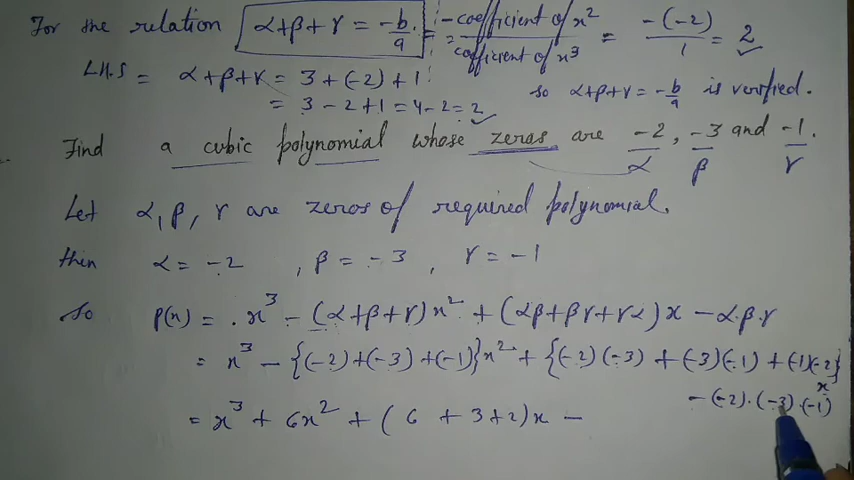 For the relation α+β+γ = -b/a = -coefficient of x²/coefficient of x³ = -(-2)/1 = 2 ✓
LH.S = α+β+γ = 3+(-2)+1
= 3-2+1 = 4-2 = 2 ✓
so α+β+γ = -b/a is verified.
Find a cubic polynomial whose zeros are -2, -3 and -1.
α β γ
Let α, β, γ are zeros of required polynomial.
then α = -2, β = -3, γ = -1
So P(x) = x³ - (α+β+γ)x² + (αβ+βγ+γα)x - α.β.γ
= x³ - {(-2)+(-3)+(-1)}x² + {(-2)(-3) + (-3)(-1) + (-1)(-2)}x
- (-2).(-3).(-1)
= x³ + 6x² + (6 + 3+2)x -